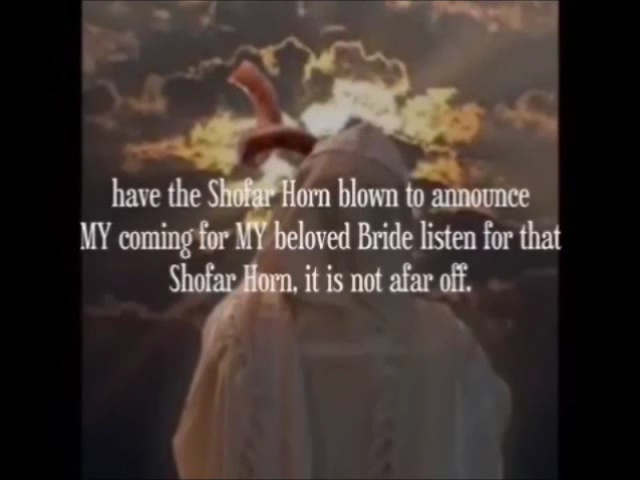 have the Shofar Horn blown to announce
MY coming for MY beloved Bride listen for that
Shofar Horn, it is not afar off.